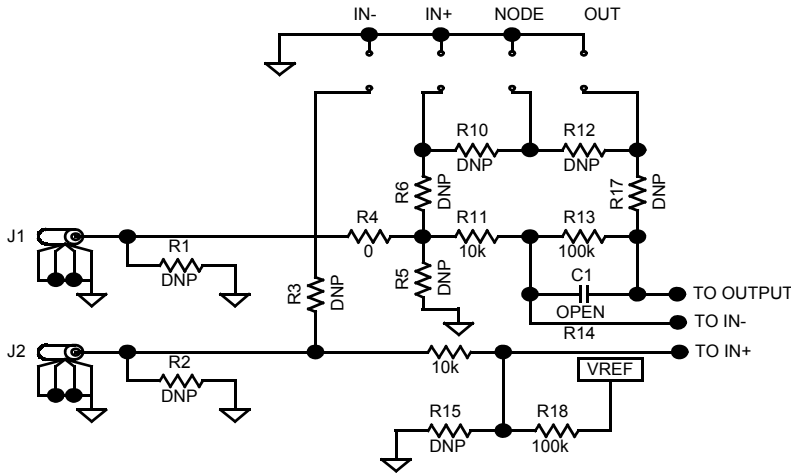 IN- IN+ NODE OUT
R10 R12
DNP DNP
R6 DNP R17 DNP
J1 R4 R11 R13
R1 0 10k 100k
DNP R3 DNP R5 DNP C1
OPEN TO OUTPUT
R14 TO IN-
J2 TO IN+
R2 10k VREF
DNP R15 R18
DNP 100k